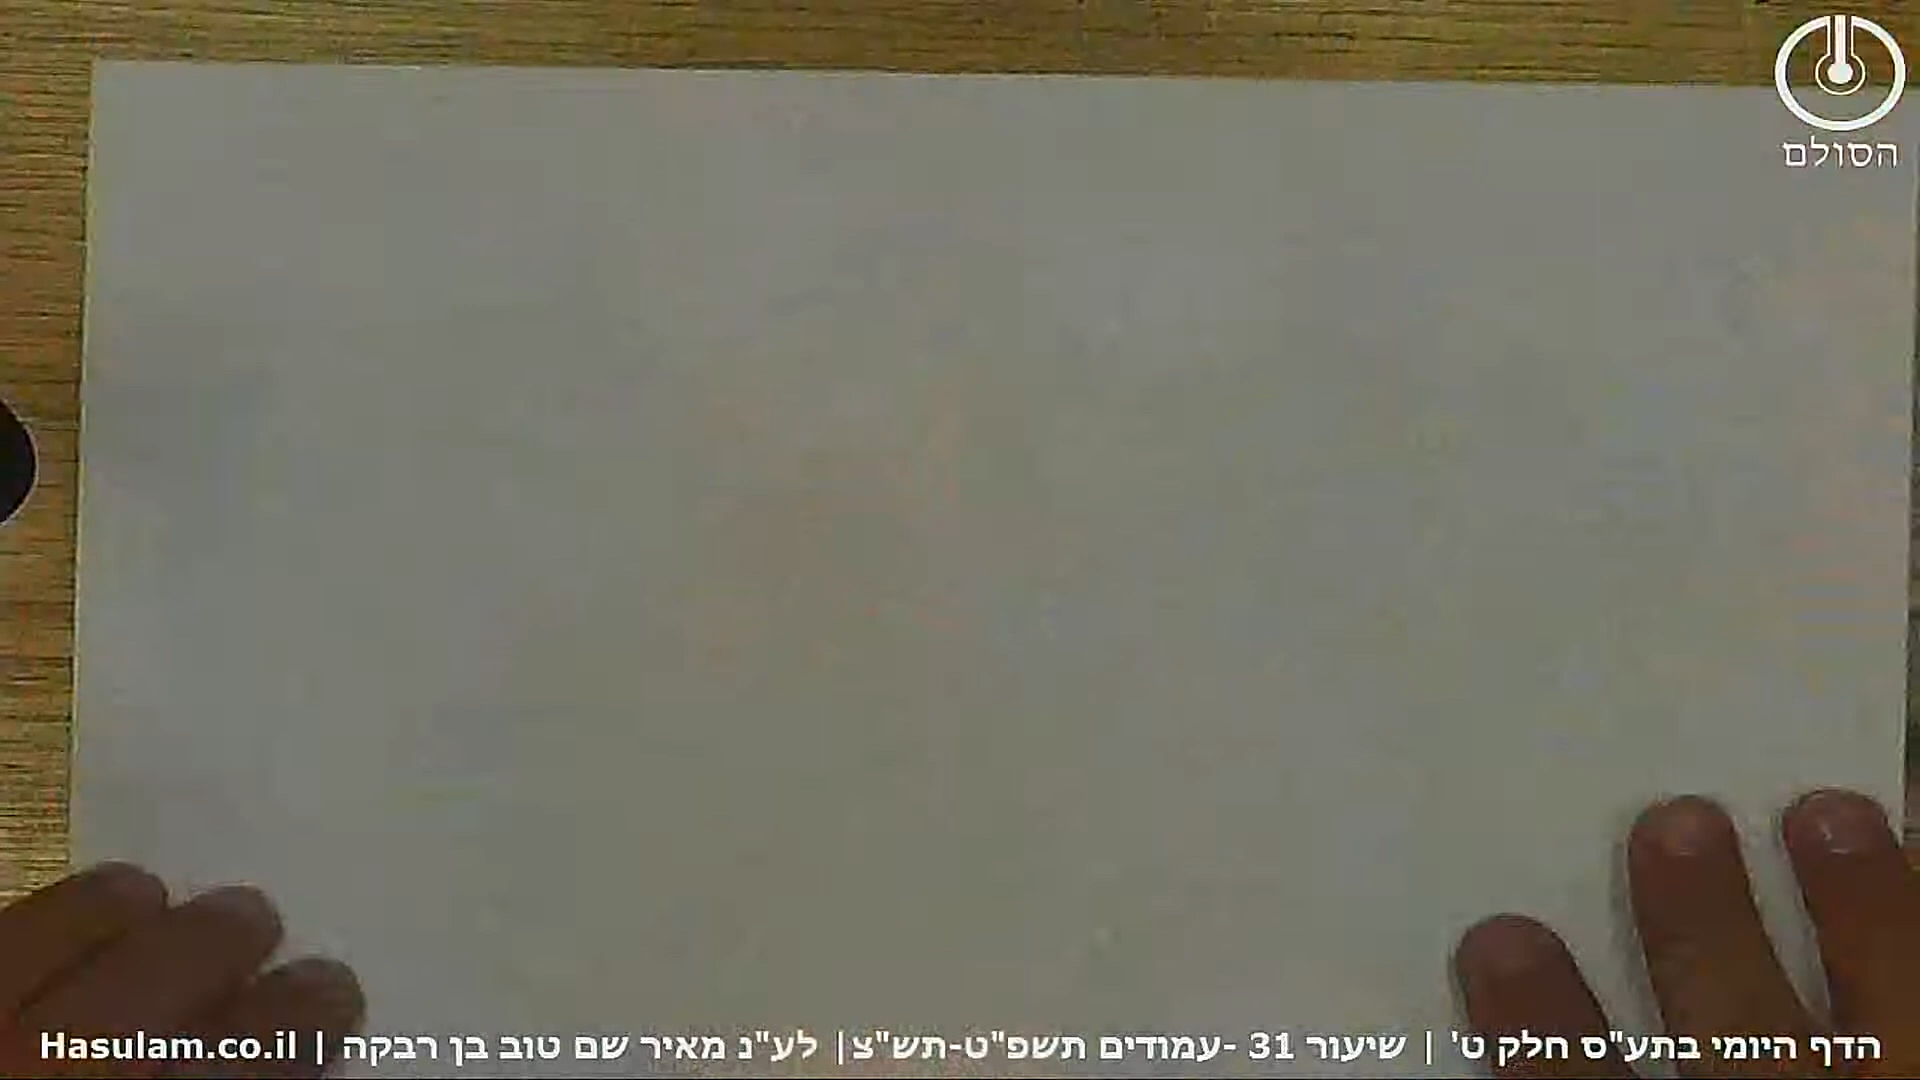 הסולם
הדף היומי בתע"ס חלק ט' | שיעור 31 -עמודים תשפ"ט-תש"צ| לע"נ מאיר שם טוב בן רבקה | Hasulam.co.il